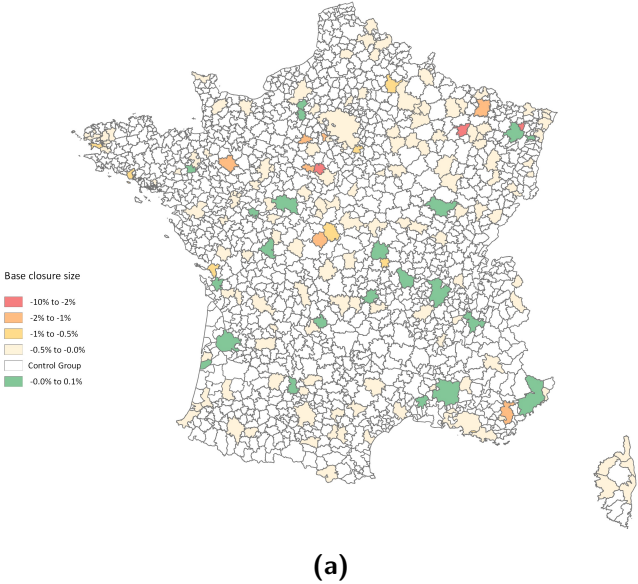 Base closure size
-10% to -2%
-2% to -1%
-1% to -0.5%
-0.5% to -0.0%
Control Group
-0.0% to 0.1%
(a)